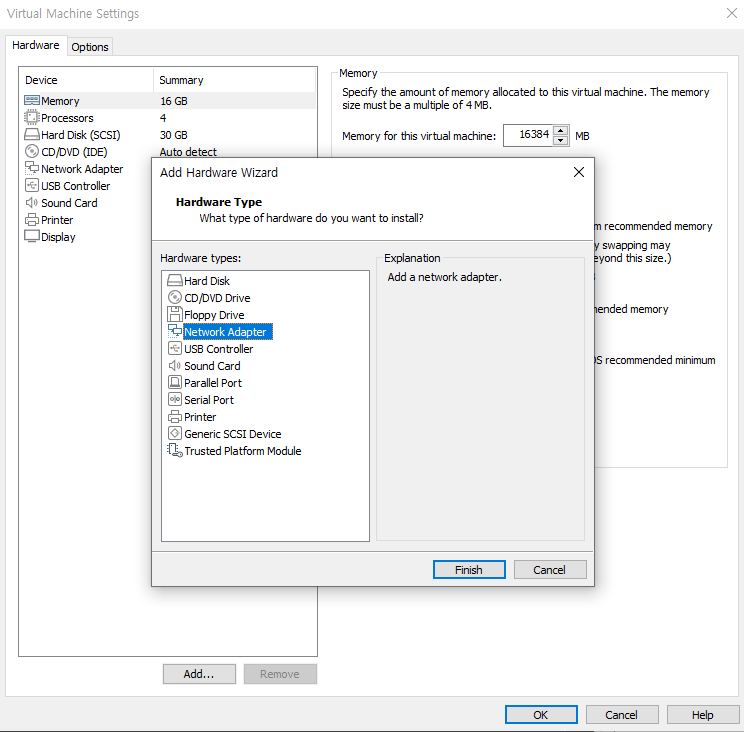 Virtual Machine Settings
Hardware
Options
Device Summary
Memory 16 GB
Processors 4
Hard Disk (SCSI) 30 GB
CD/DVD (IDE) Auto detect
Network Adapter
USB Controller
Sound Card
Printer
Display
Add...
Remove
Memory
Specify the amount of memory allocated to this virtual machine. The memory
size must be a multiple of 4 MB.
Memory for this virtual machine: 16384 MB
recommended memory
swapping may
beyond this size.)
memory
recommended minimum
Add Hardware Wizard
Hardware Type
What type of hardware do you want to install?
Hardware types:
Hard Disk
CD/DVD Drive
Floppy Drive
Network Adapter
USB Controller
Sound Card
Parallel Port
Serial Port
Printer
Generic SCSI Device
Trusted Platform Module
Explanation
Add a network adapter.
Finish
Cancel
OK
Cancel
Help